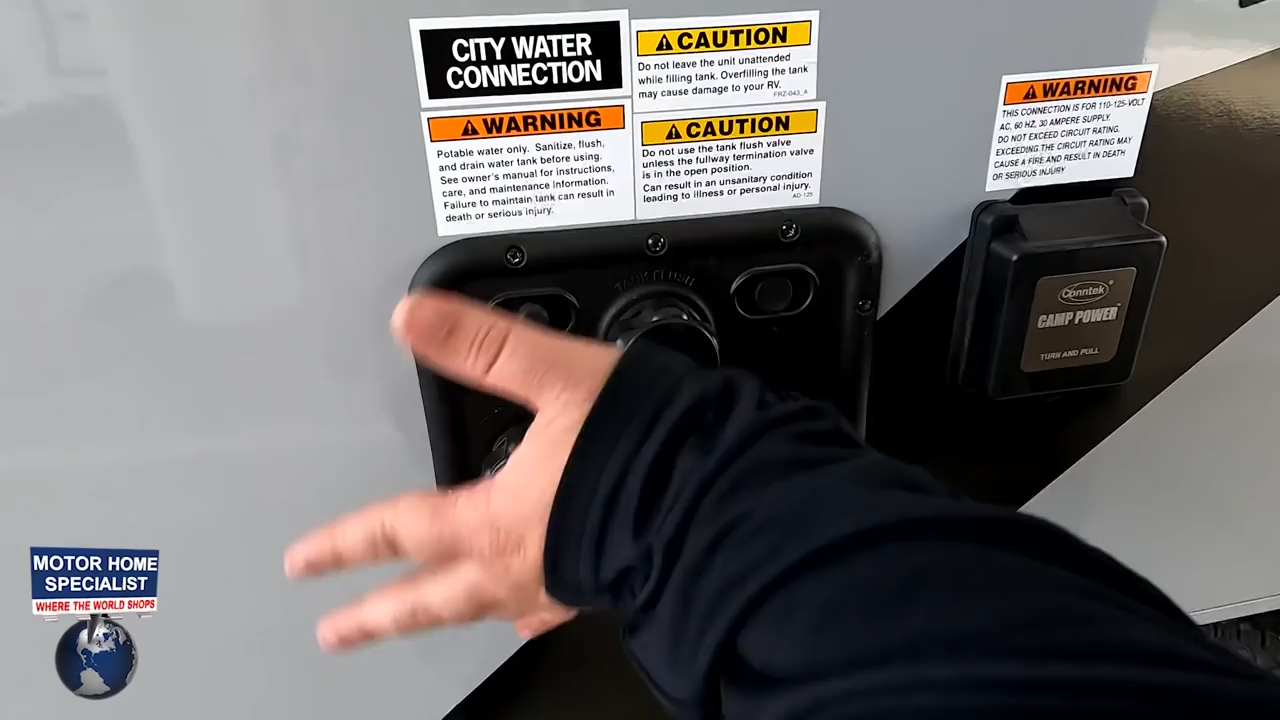 CITY WATER
CONNECTION
WARNING
Potable water only. Sanitize, flush,
and drain water tank before using.
See owner's manual for instructions,
care, and maintenance information.
Failure to maintain tank can result in
death or serious injury.
CAUTION
Do not leave the unit unattended
while filling tank. Overfilling the tank
may cause damage to your RV.
FRZ-043_A
CAUTION
Do not use the tank flush valve
unless the fullway termination valve
is in the open position.
Can result in an unsanitary condition
leading to illness or personal injury.
AD-125
TANK FLUSH
WARNING
THIS CONNECTION IS FOR 110-125-VOLT
AC, 60 HZ, 30 AMPERE SUPPLY.
DO NOT EXCEED CIRCUIT RATING.
EXCEEDING THE CIRCUIT RATING MAY
CAUSE A FIRE AND RESULT IN DEATH
OR SERIOUS INJURY
Conntek
CAMP POWER
TURN AND PULL
MOTOR HOME
SPECIALIST
WHERE THE WORLD SHOPS